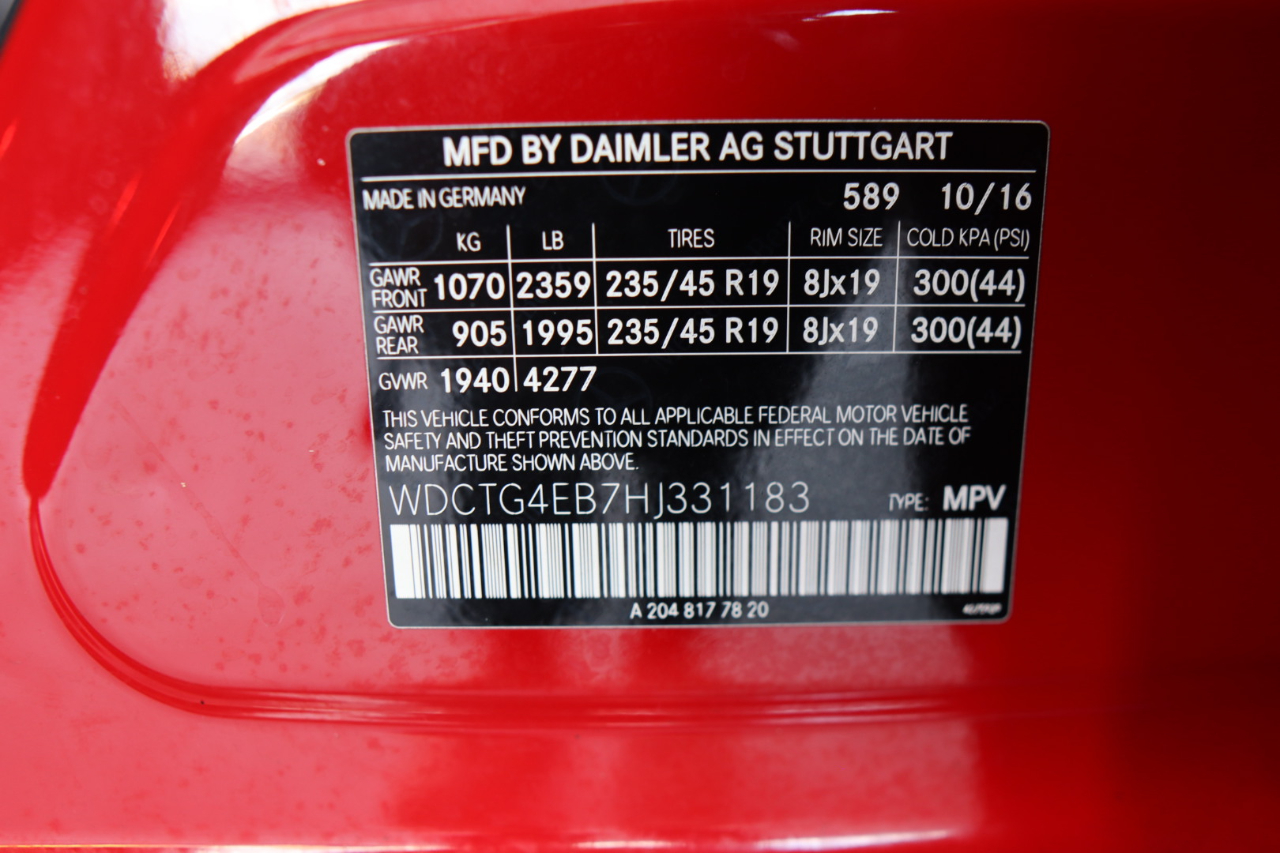 MFD BY DAIMLER AG STUTTGART
MADE IN GERMANY 589 10/16
KG LB TIRES RIM SIZE COLD KPA (PSI)
GAWR FRONT 1070 2359 235/45 R19 8Jx19 300(44)
GAWR REAR 905 1995 235/45 R19 8Jx19 300(44)
GVWR 1940 4277
THIS VEHICLE CONFORMS TO ALL APPLICABLE FEDERAL MOTOR VEHICLE
SAFETY AND THEFT PREVENTION STANDARDS IN EFFECT ON THE DATE OF
MANUFACTURE SHOWN ABOVE.
WDCTG4EB7HJ331183 TYPE: MPV
A 204 817 78 20